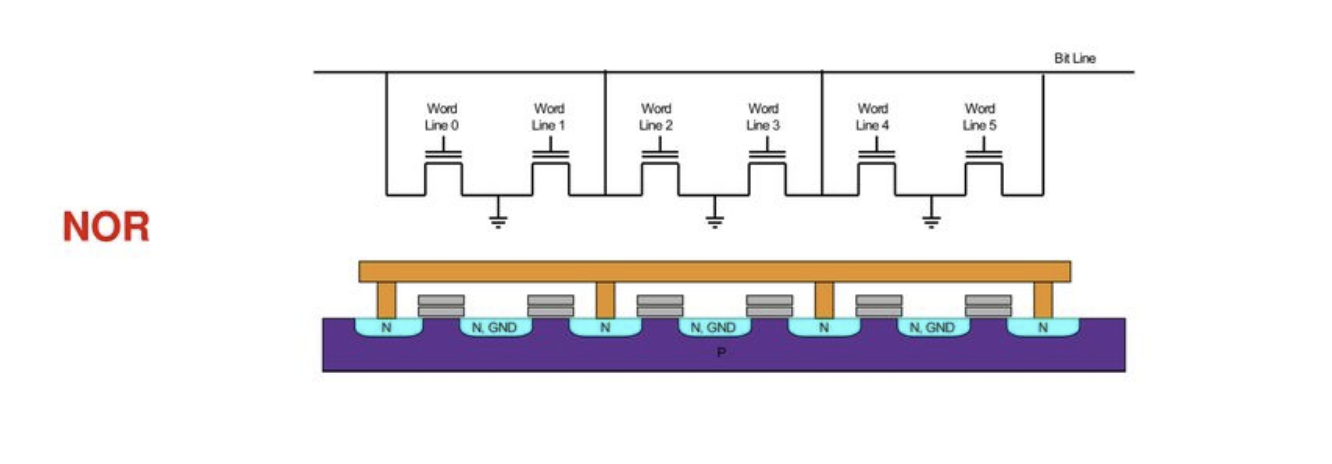 Bit Line
Word
Line 0
Word
Line 1
Word
Line 2
Word
Line 3
Word
Line 4
Word
Line 5
NOR
N
N, GND
N
N, GND
N
N, GND
N
P